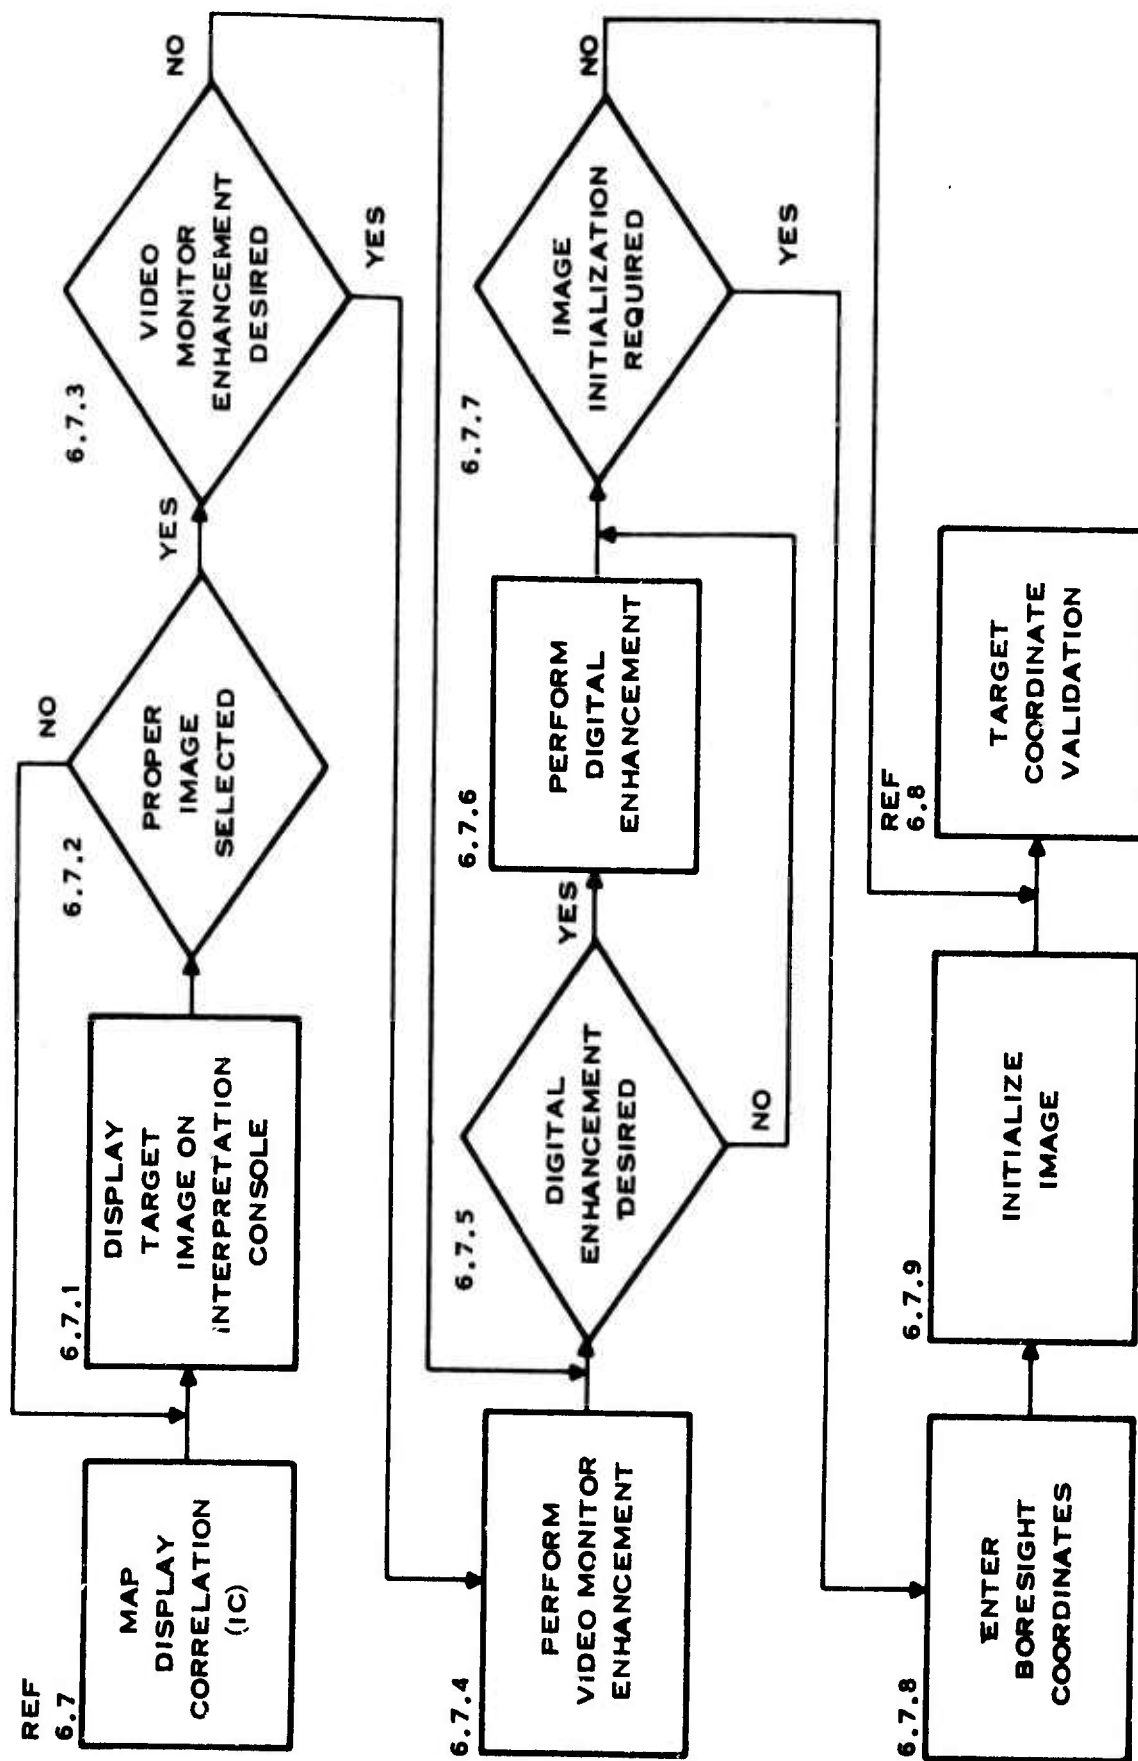 REF
6.7
MAP
DISPLAY
CORRELATION
(IC)
6.7.1
DISPLAY
TARGET
IMAGE ON
INTERPRETATION
CONSOLE
6.7.2
PROPER
IMAGE
SELECTED
NO
YES
6.7.3
VIDEO
MONITOR
ENHANCEMENT
DESIRED
NO
YES
6.7.4
PERFORM
VIDEO MONITOR
ENHANCEMENT
6.7.5
DIGITAL
ENHANCEMENT
DESIRED
YES
NO
6.7.6
PERFORM
DIGITAL
ENHANCEMENT
6.7.7
IMAGE
INITIALIZATION
REQUIRED
NO
YES
6.7.8
ENTER
BORESIGHT
COORDINATES
6.7.9
INITIALIZE
IMAGE
REF
6.8
TARGET
COORDINATE
VALIDATION